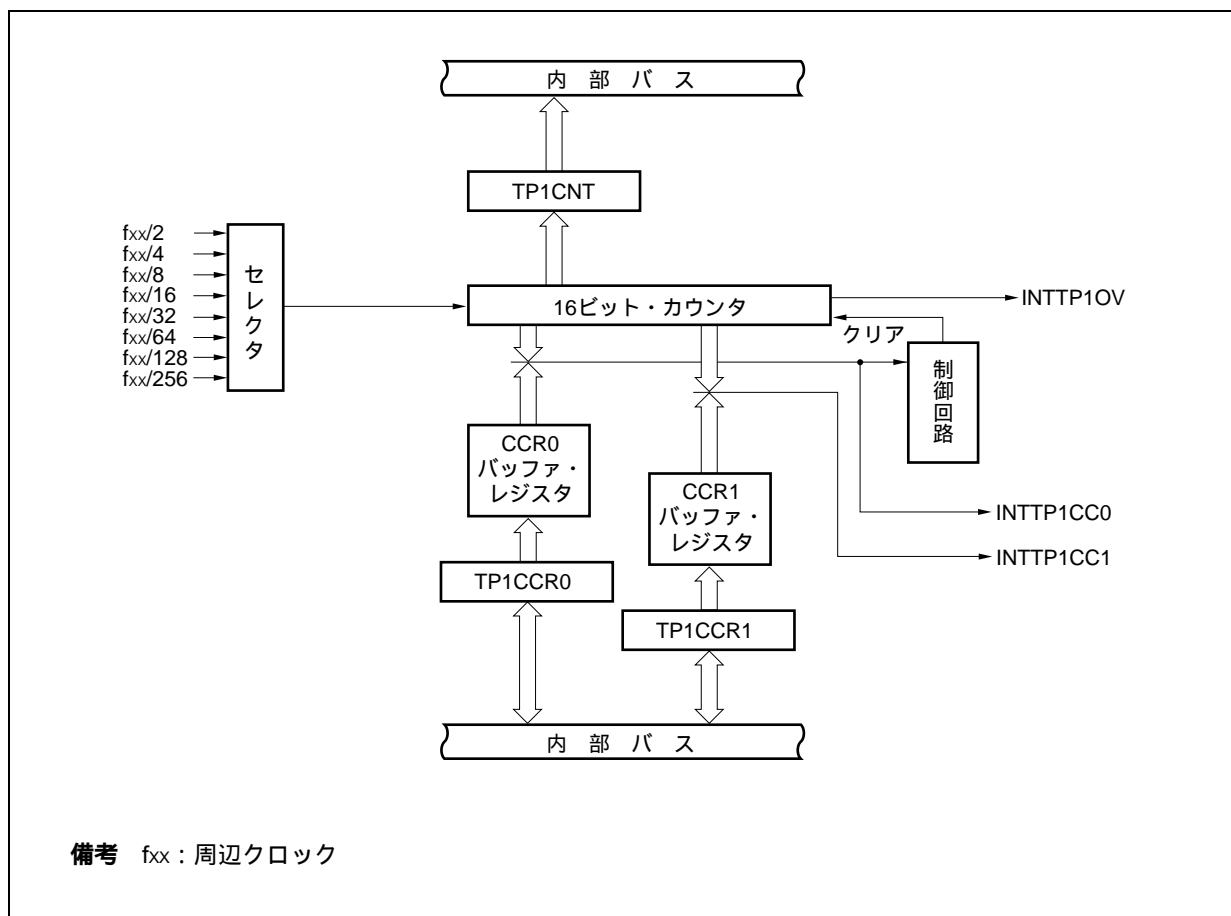 内 部 バ ス
TP1CNT
fxx/2
fxx/4
fxx/8
fxx/16
fxx/32
fxx/64
fxx/128
fxx/256
セレクタ
16ビット・カウンタ
INTTP1OV
クリア
制御回路
CCR0
バッファ・
レジスタ
CCR1
バッファ・
レジスタ
INTTP1CC0
INTTP1CC1
TP1CCR0
TP1CCR1
内 部 バ ス
備考 fxx：周辺クロック